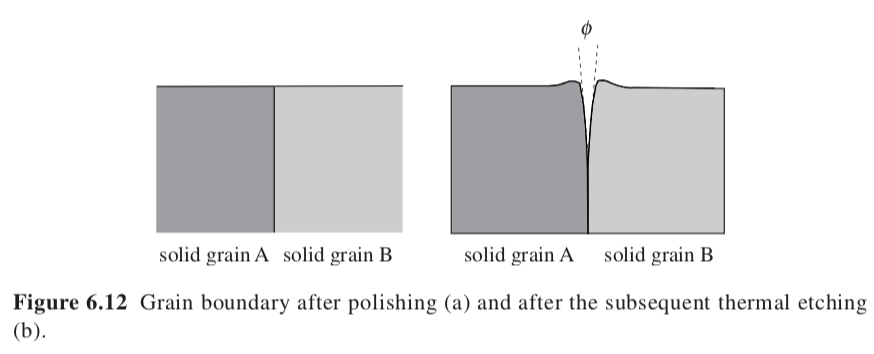 ϕ
solid grain A solid grain B
solid grain A solid grain B
Figure 6.12 Grain boundary after polishing (a) and after the subsequent thermal etching
(b).